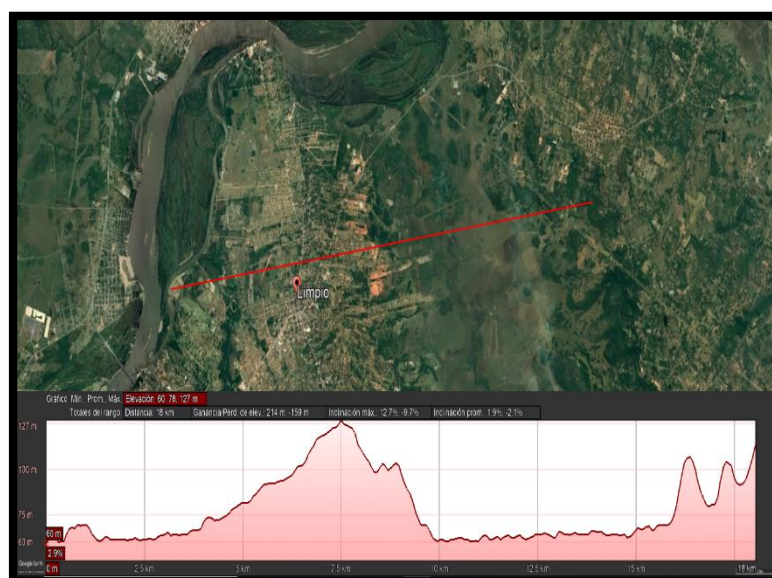 Limpio
Gráfico: Mín., Prom., Máx. Elevación: 60, 78, 127 m
Totales del rango: Distancia: 18 km Ganancia/Pérd. de elev.: 214 m, -159 m Inclinación máx.: 12.7%, -9.7% Inclinación prom.: 1.9%, -2.1%
127 m
100 m
75 m
60 m
60 m
2.9%
Google Earth
0 m 2.5 km 5 km 7.5 km 10 km 12.5 km 15 km 18 km